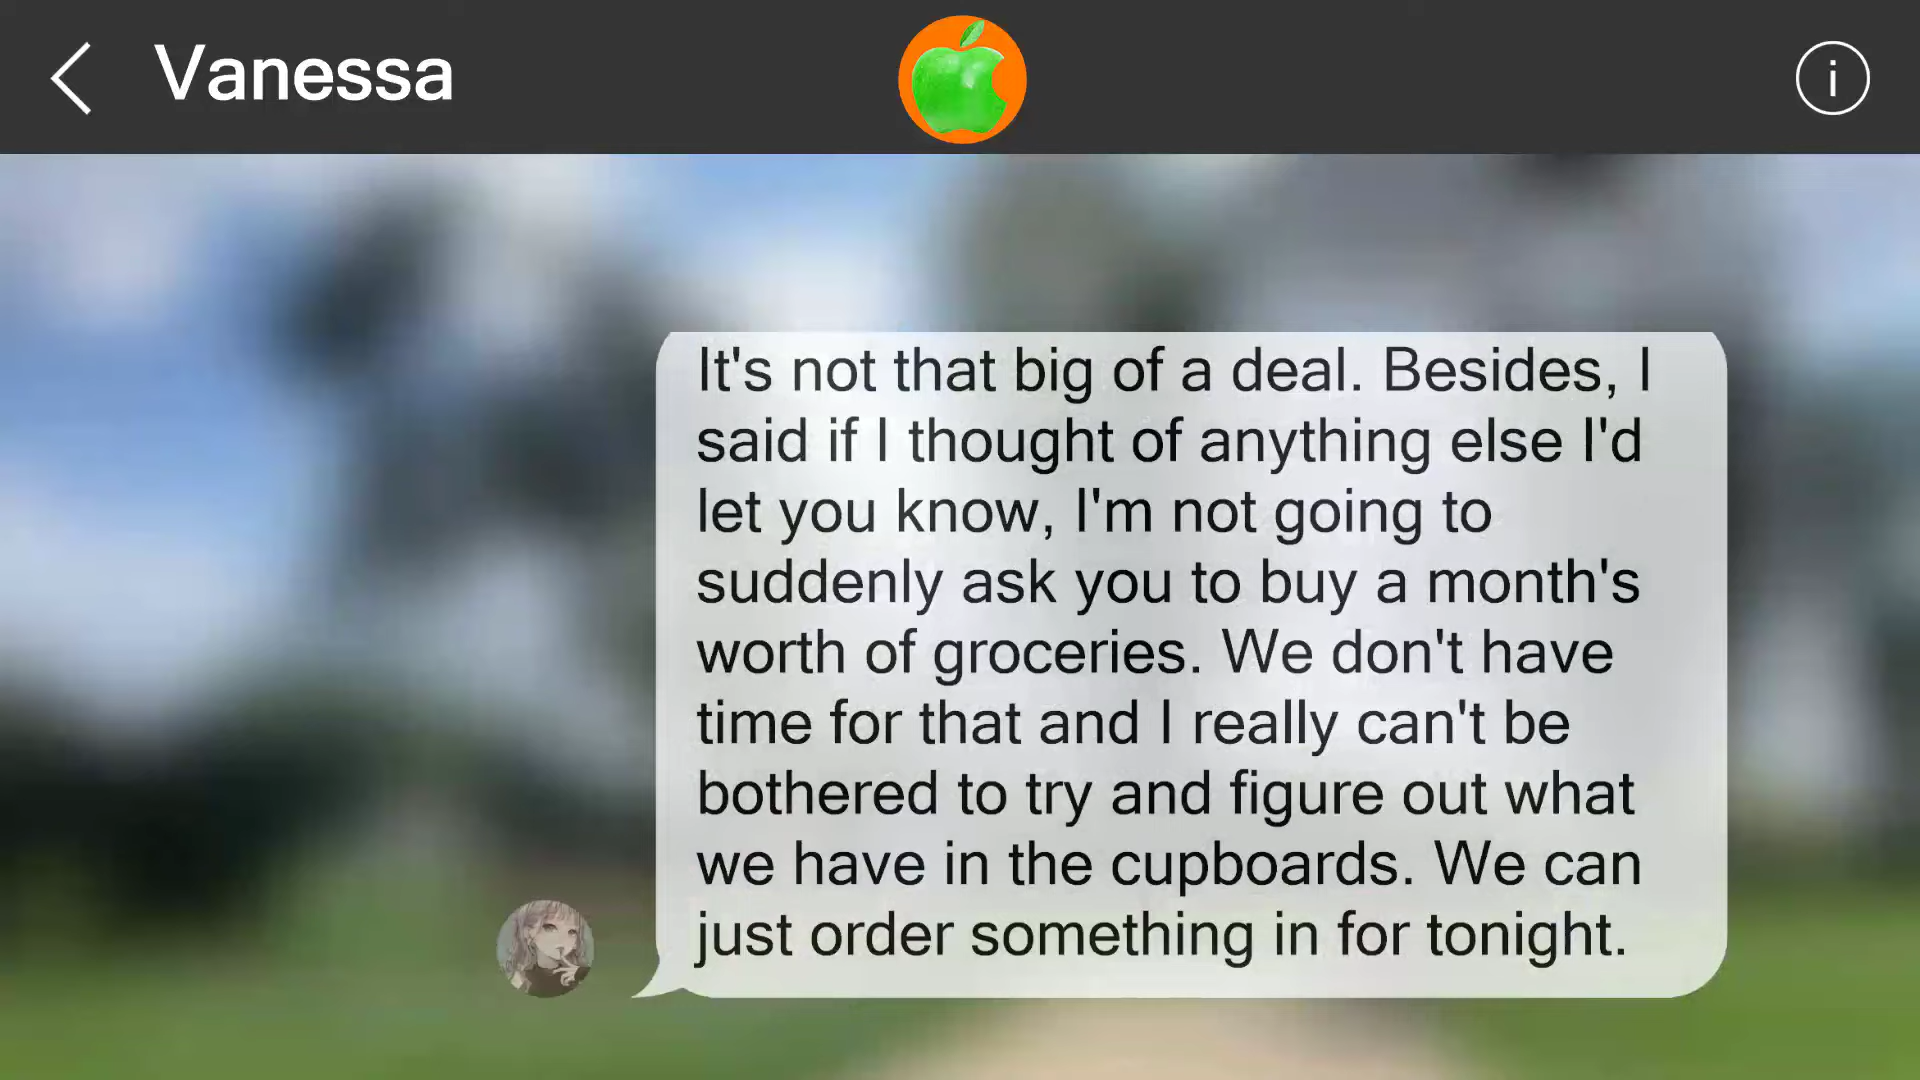 Vanessa
i
It's not that big of a deal. Besides, I
said if I thought of anything else I'd
let you know, I'm not going to
suddenly ask you to buy a month's
worth of groceries. We don't have
time for that and I really can't be
bothered to try and figure out what
we have in the cupboards. We can
just order something in for tonight.